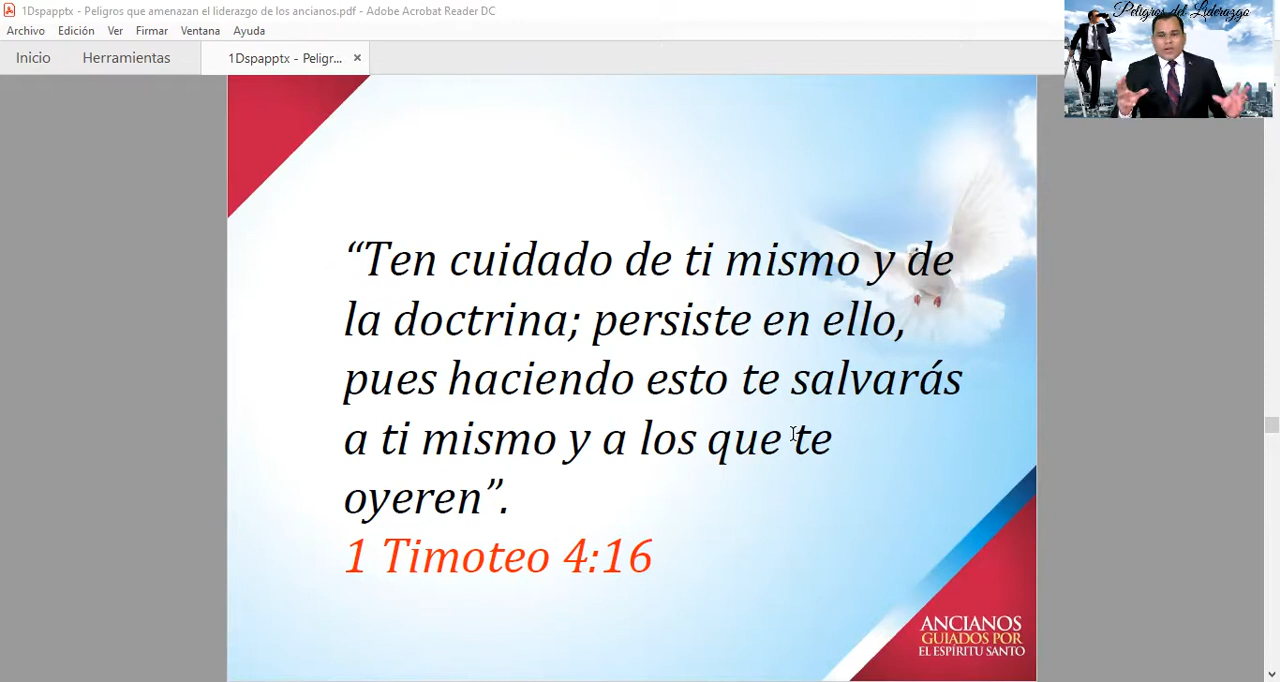 1Dspapptx - Peligros que amenazan el liderazgo de los ancianos.pdf - Adobe Acrobat Reader DC
Archivo Edición Ver Firmar Ventana Ayuda
Inicio Herramientas 1Dspapptx - Peligr... ×
Peligros del Liderazgo
“Ten cuidado de ti mismo y de
la doctrina; persiste en ello,
pues haciendo esto te salvarás
a ti mismo y a los que te
oyeren”.
1 Timoteo 4:16
ANCIANOS
GUIADOS POR
EL ESPÍRITU SANTO